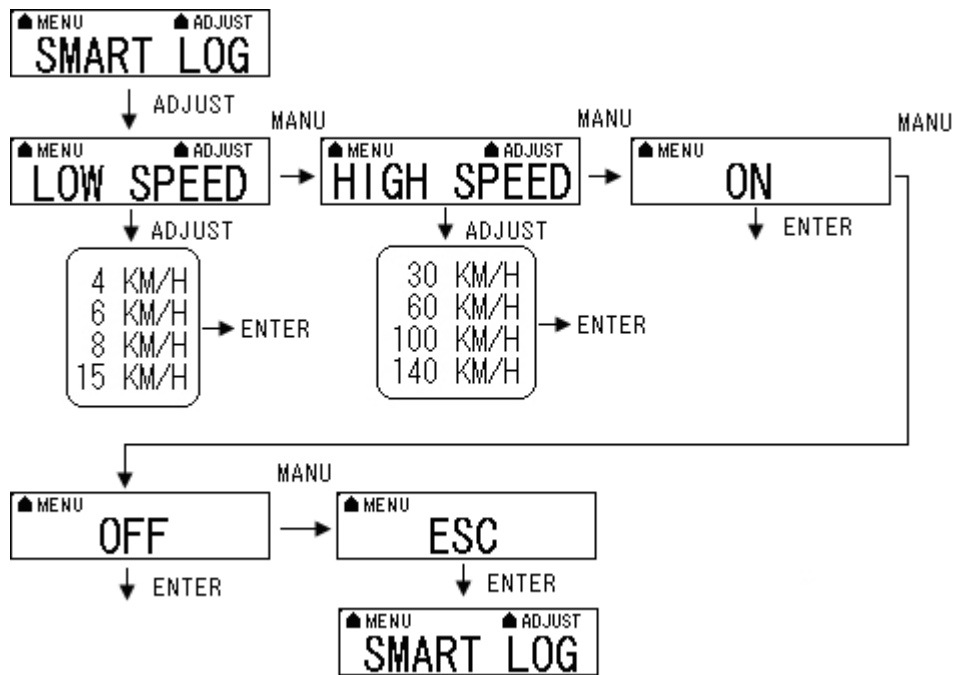 MENU ADJUST
SMART LOG
ADJUST
MANU MANU MANU
MENU ADJUST MENU ADJUST MENU
LOW SPEED HIGH SPEED ON
ADJUST ADJUST ENTER
4 KM/H
6 KM/H
8 KM/H
15 KM/H
ENTER
30 KM/H
60 KM/H
100 KM/H
140 KM/H
ENTER
MANU
MENU MENU
OFF ESC
ENTER ENTER
MENU ADJUST
SMART LOG